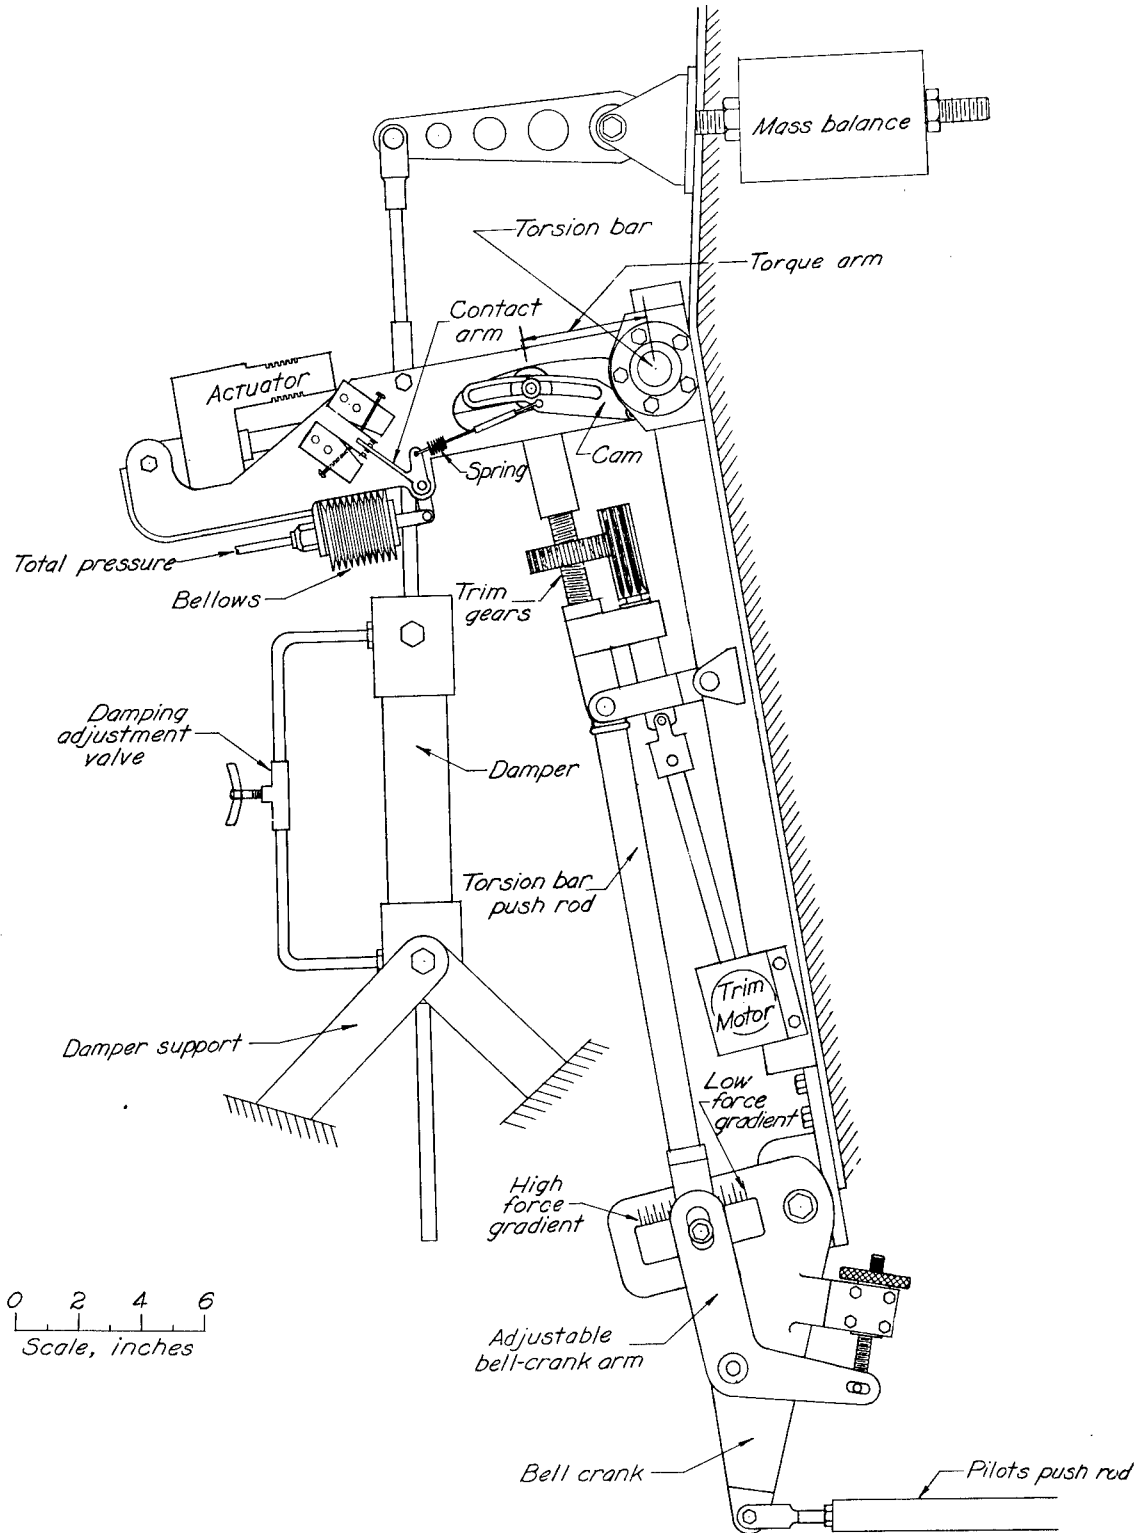 Mass balance
Torsion bar
Torque arm
Contact
arm
Actuator
Cam
Spring
Total pressure
Bellows
Trim
gears
Damping
adjustment
valve
Damper
Torsion bar
push rod
Trim
Motor
Damper support
Low
force
gradient
High
force
gradient
0 2 4 6
Scale, inches
Adjustable
bell-crank arm
Bell crank
Pilots push rod